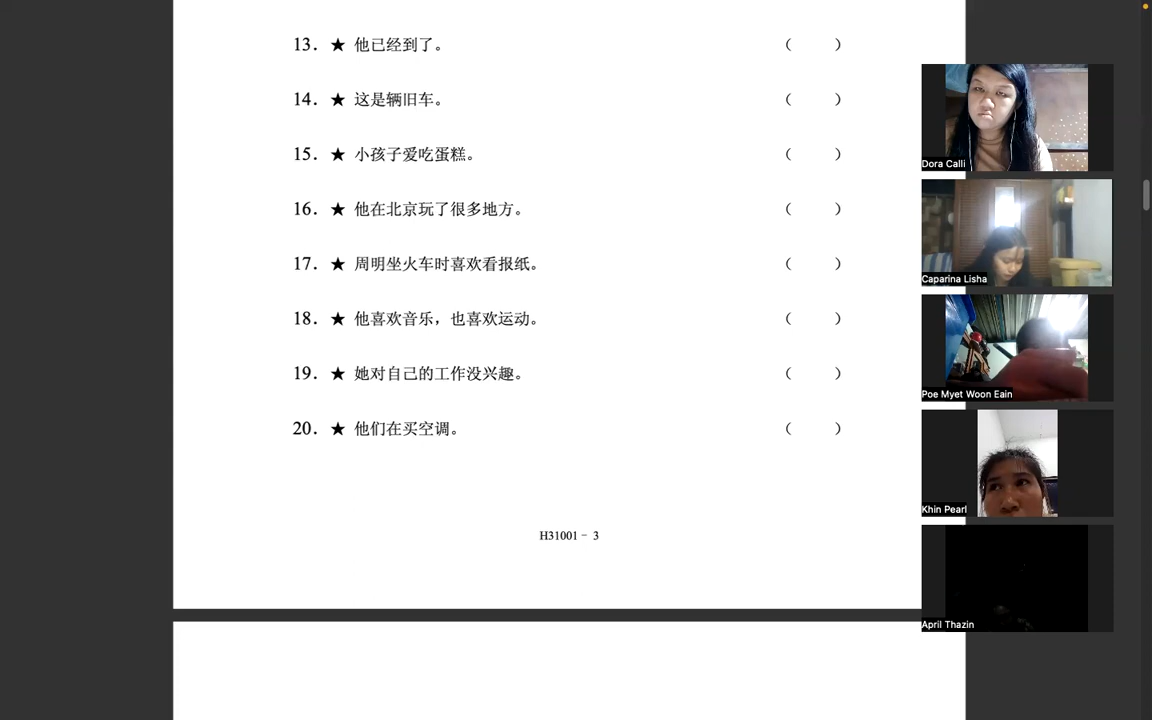 13. ★ 他已经到了。 （ ）
14. ★ 这是辆旧车。 （ ）
15. ★ 小孩子爱吃蛋糕。 （ ）
16. ★ 他在北京玩了很多地方。 （ ）
17. ★ 周明坐火车时喜欢看报纸。 （ ）
18. ★ 他喜欢音乐，也喜欢运动。 （ ）
19. ★ 她对自己的工作没兴趣。 （ ）
20. ★ 他们在买空调。 （ ）
H31001 - 3
Dora Calli
Caparina Lisha
Poe Myet Woon Eain
Khin Pearl
April Thazin